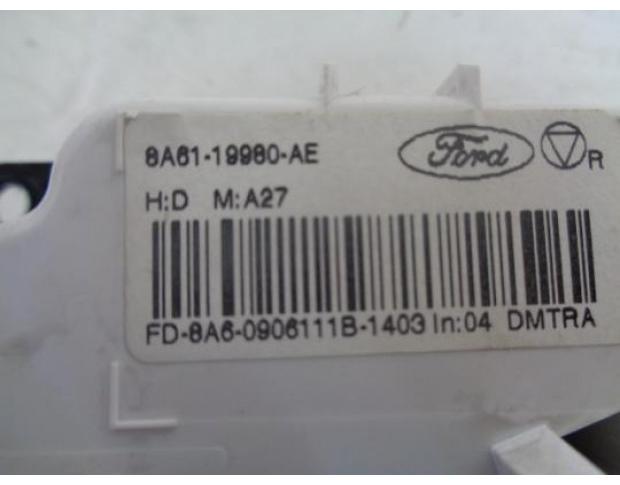 8A61-19980-AE Ford R
H:D M:A27
FD-8A6-0906111B-1403 In:04 DMTRA